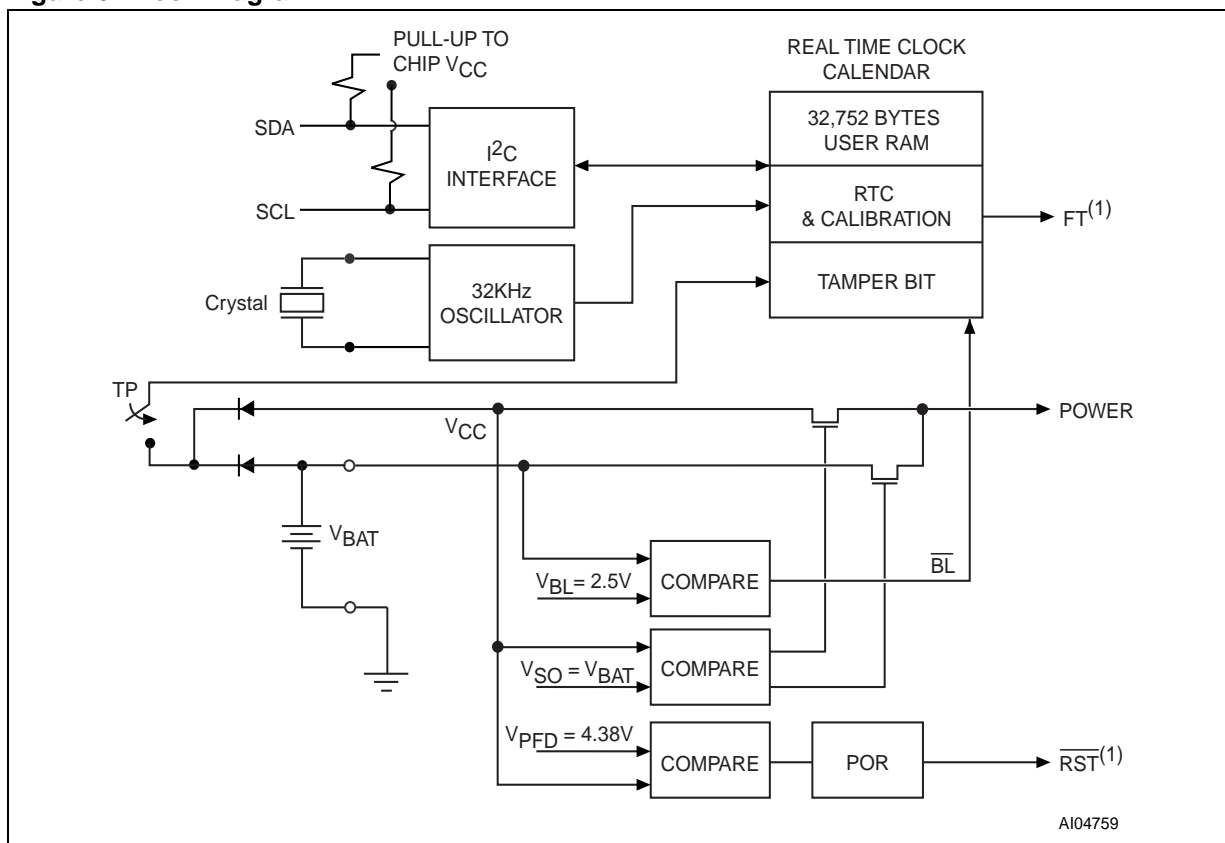 PULL-UP TO
CHIP VCC
REAL TIME CLOCK
CALENDAR
32,752 BYTES
USER RAM
SDA
I2C
INTERFACE
RTC
& CALIBRATION
SCL
FT(1)
TAMPER BIT
Crystal
32KHz
OSCILLATOR
TP
VCC
POWER
VBAT
VBL= 2.5V
COMPARE
BL
VSO = VBAT
COMPARE
VPFD = 4.38V
COMPARE
POR
RST(1)
AI04759